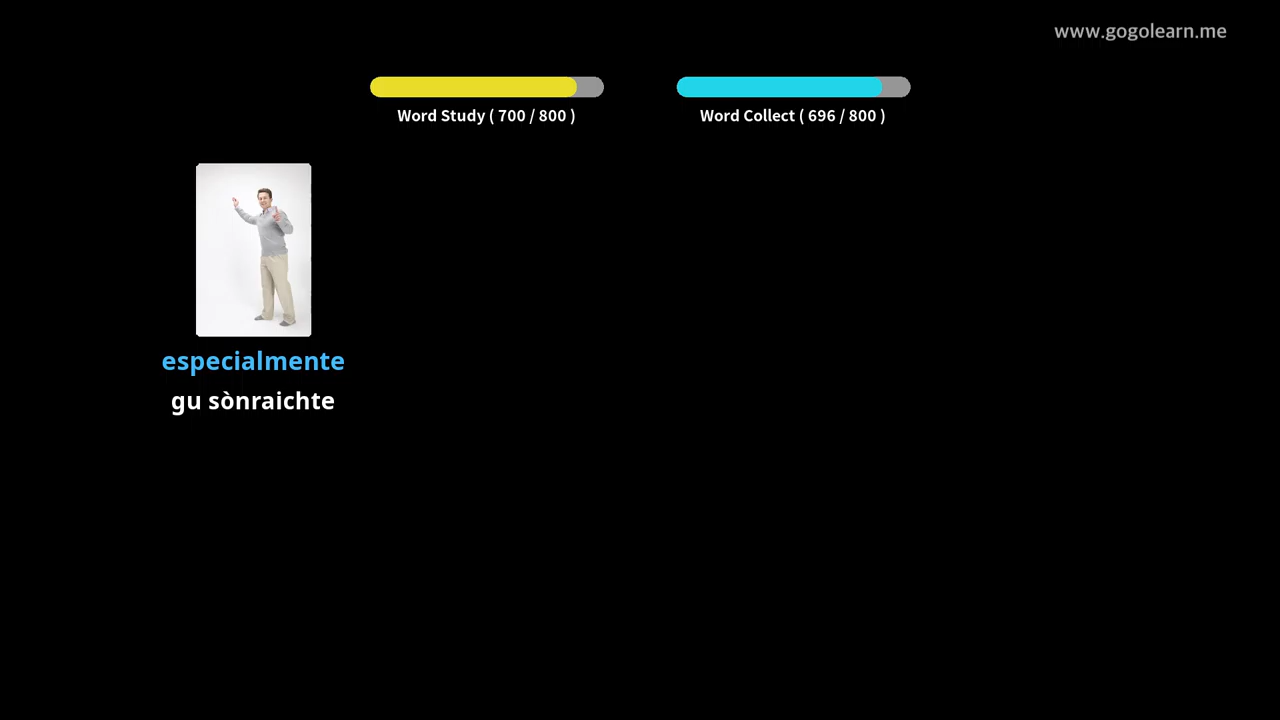 www.gogolearn.me
Word Study ( 700 / 800 )
Word Collect ( 696 / 800 )
especialmente
gu sònraichte